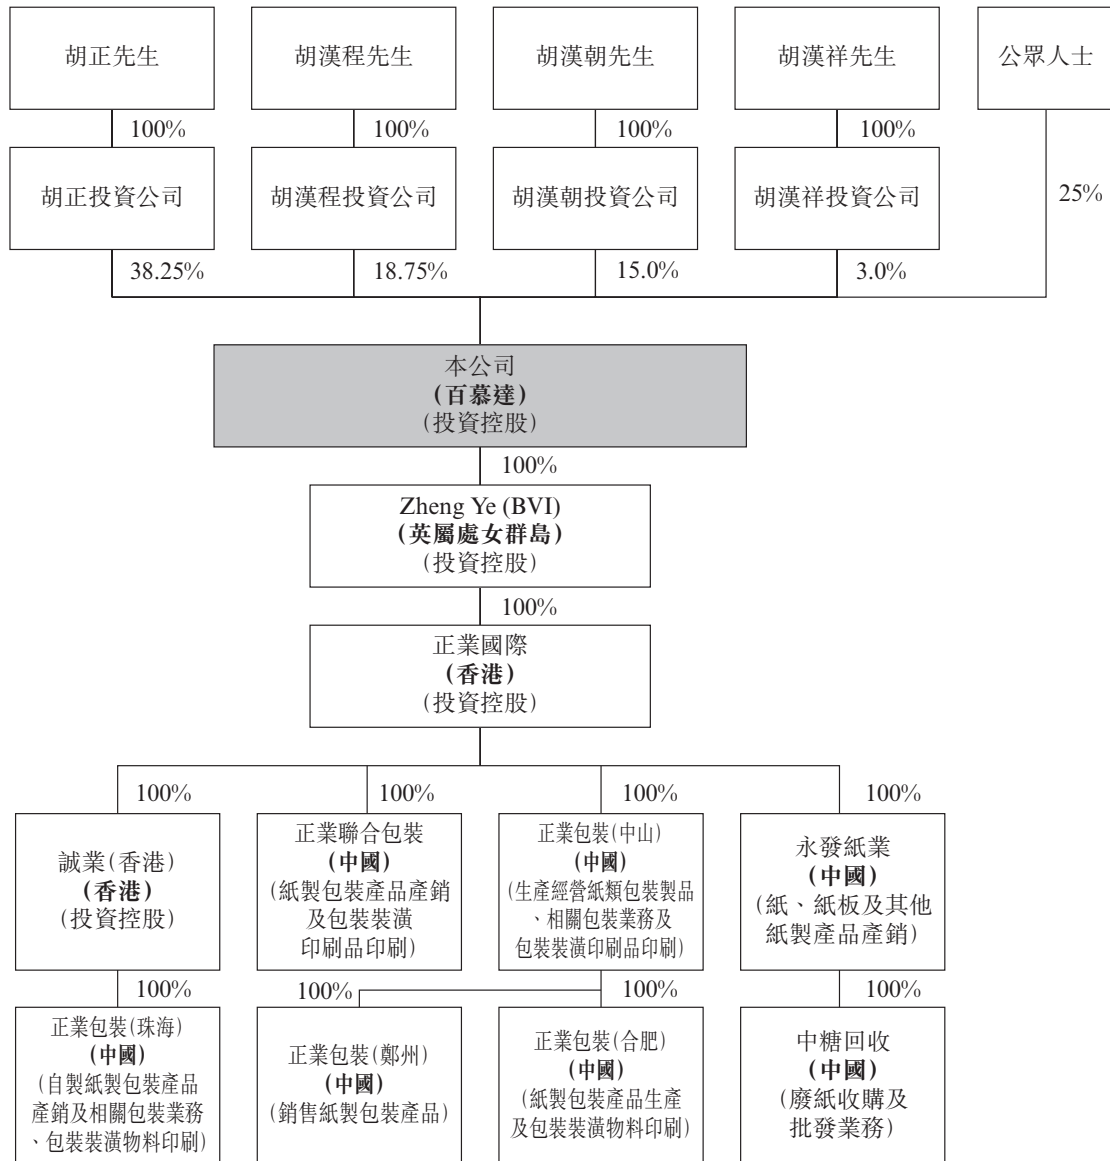 胡正先生
胡漢程先生
胡漢朝先生
胡漢祥先生
公眾人士
100%
100%
100%
100%
胡正投資公司
胡漢程投資公司
胡漢朝投資公司
胡漢祥投資公司
25%
38.25%
18.75%
15.0%
3.0%
本公司
(百慕達)
(投資控股)
100%
Zheng Ye (BVI)
(英屬處女群島)
(投資控股)
100%
正業國際
(香港)
(投資控股)
100%
100%
100%
100%
誠業(香港)
(香港)
(投資控股)
正業聯合包裝
(中國)
(紙製包裝產品產銷
及包裝裝潢
印刷品印刷)
正業包裝(中山)
(中國)
(生產經營紙類包裝製品
、相關包裝業務及
包裝裝潢印刷品印刷)
永發紙業
(中國)
(紙、紙板及其他
紙製產品產銷)
100%
100%
100%
100%
正業包裝(珠海)
(中國)
(自製紙製包裝產品
產銷及相關包裝業務
、包裝裝潢物料印刷)
正業包裝(鄭州)
(中國)
(銷售紙製包裝產品)
正業包裝(合肥)
(中國)
(紙製包裝產品生產
及包裝裝潢物料印刷)
中糖回收
(中國)
(廢紙收購及
批發業務)